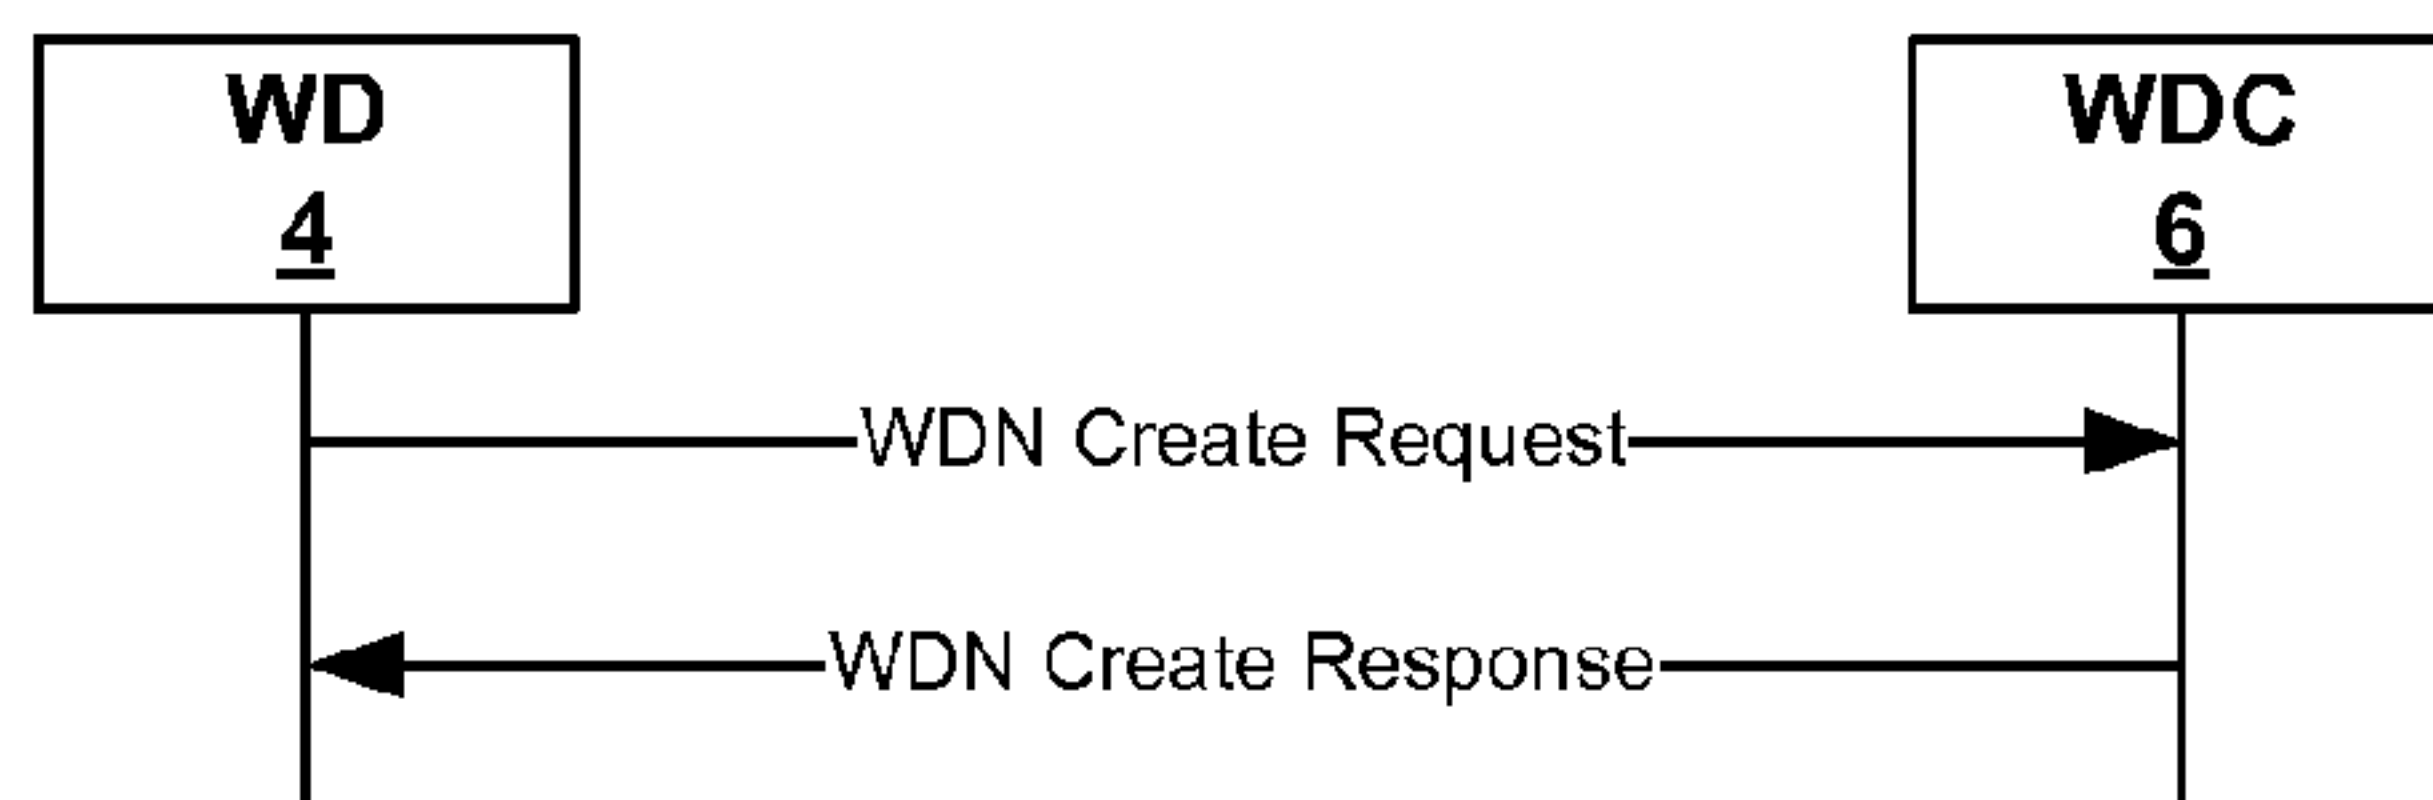 WD
4
WDC
6
WDN Create Request
WDN Create Response